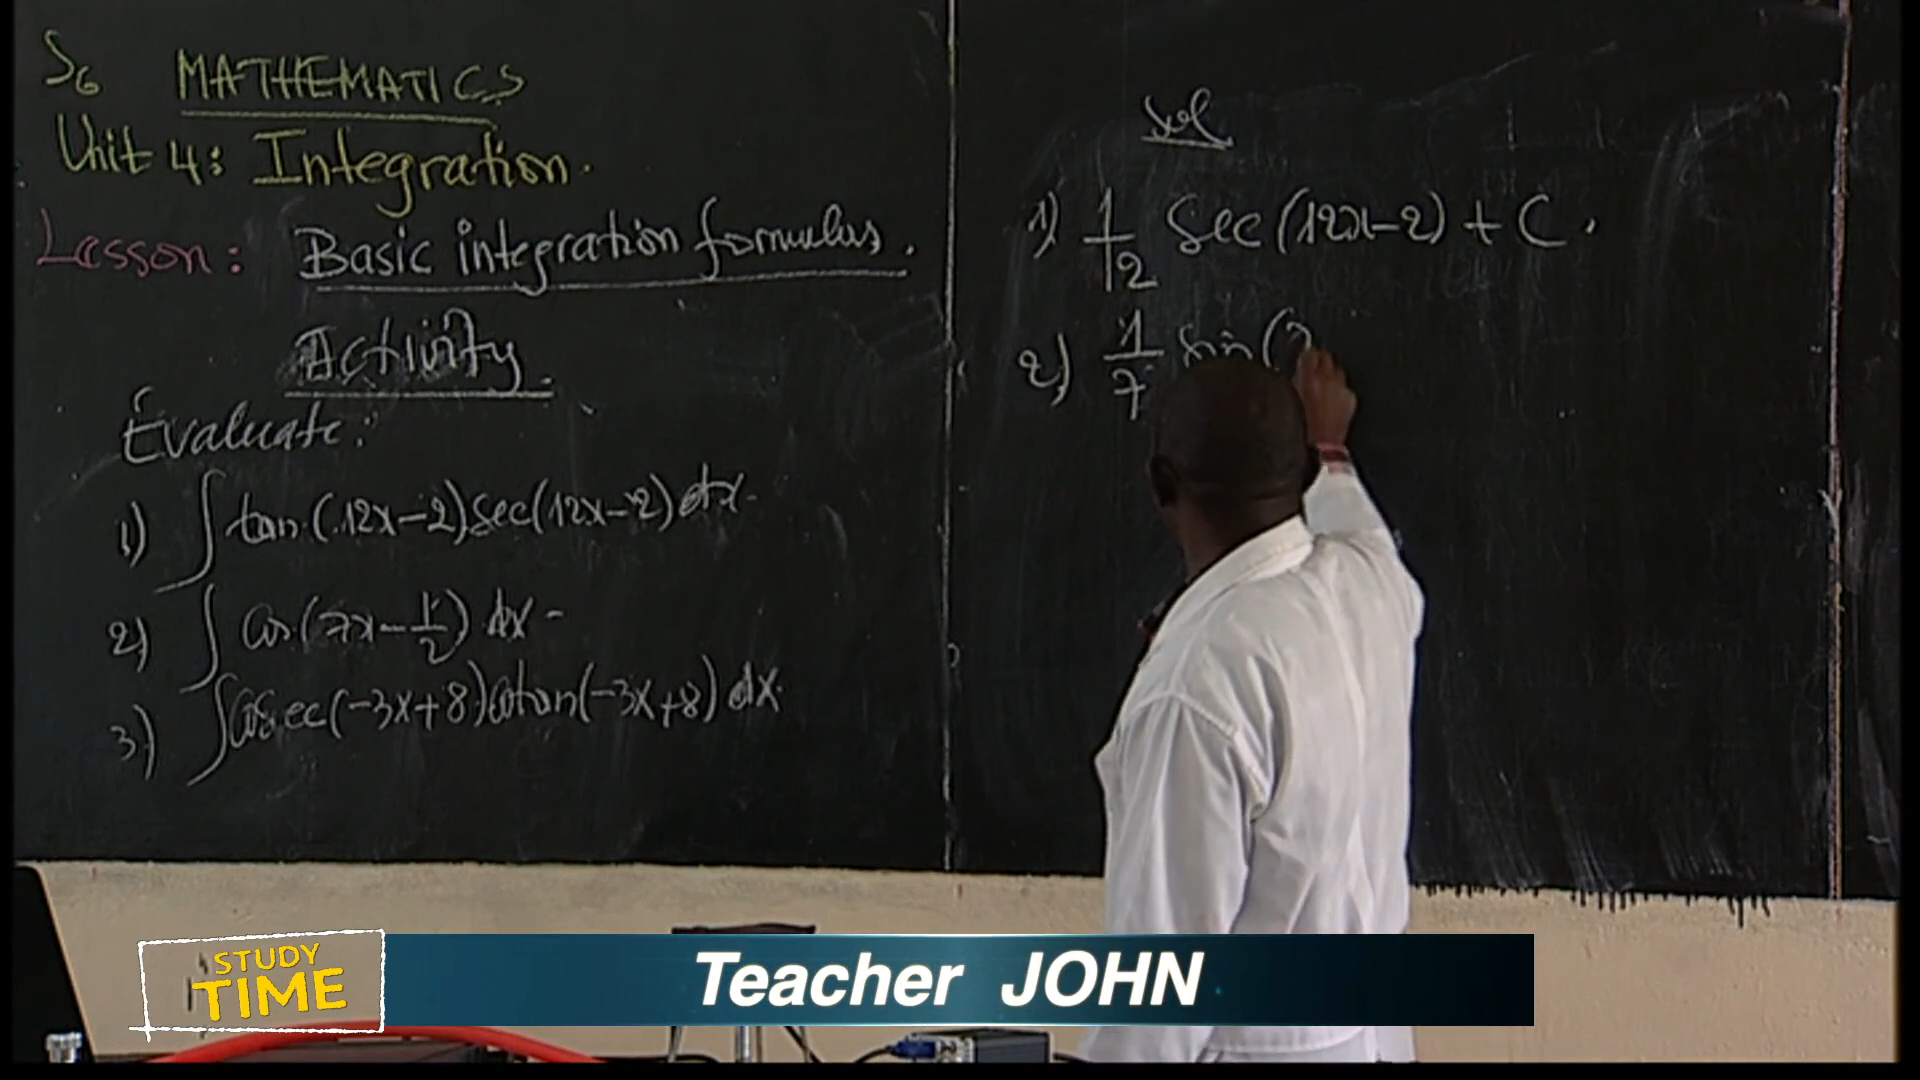 S6 MATHEMATICS
Unit 4: Integration.
Lesson: Basic integration formulas.
Activity.
Evaluate:
1) ∫ tan(12x-2) sec(12x-2) dx.
2) ∫ cos(7x - 1/2) dx -
3) ∫ cosec(-3x+8) cotan(-3x+8) dx.
Sol
1) 1/12 Sec(12x-2) + C.
2) 1/7 sin(7
STUDY
TIME
Teacher JOHN